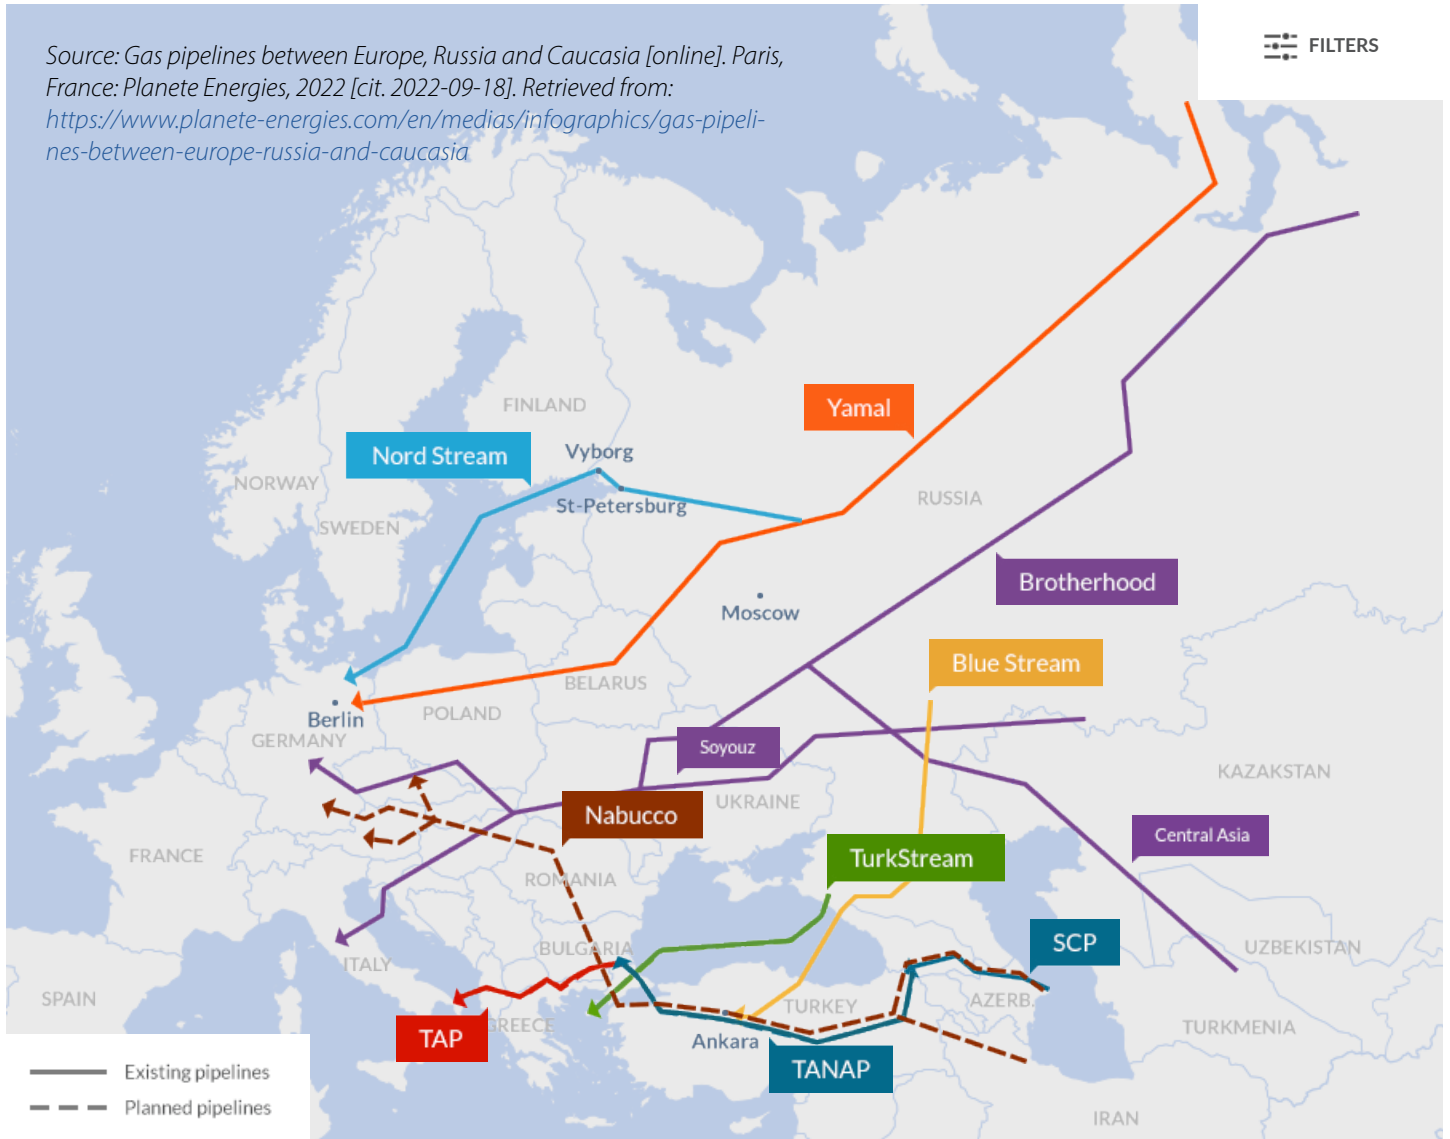 Source: Gas pipelines between Europe, Russia and Caucasia [online]. Paris,
France: Planete Energies, 2022 [cit. 2022-09-18]. Retrieved from:
https://www.planete-energies.com/en/medias/infographics/gas-pipeli-
nes-between-europe-russia-and-caucasia
FILTERS
FINLAND
Yamal
Nord Stream
Vyborg
NORWAY
St-Petersburg
RUSSIA
SWEDEN
Brotherhood
Moscow
Blue Stream
BELARUS
Berlin
POLAND
GERMANY
Soyouz
KAZAKSTAN
UKRAINE
Nabucco
Central Asia
FRANCE
TurkStream
ROMANIA
SCP
BULGARIA
UZBEKISTAN
ITALY
SPAIN
TURKEY
AZERB.
GREECE
TURKMENIA
TAP
Ankara
TANAP
IRAN
Existing pipelines
Planned pipelines